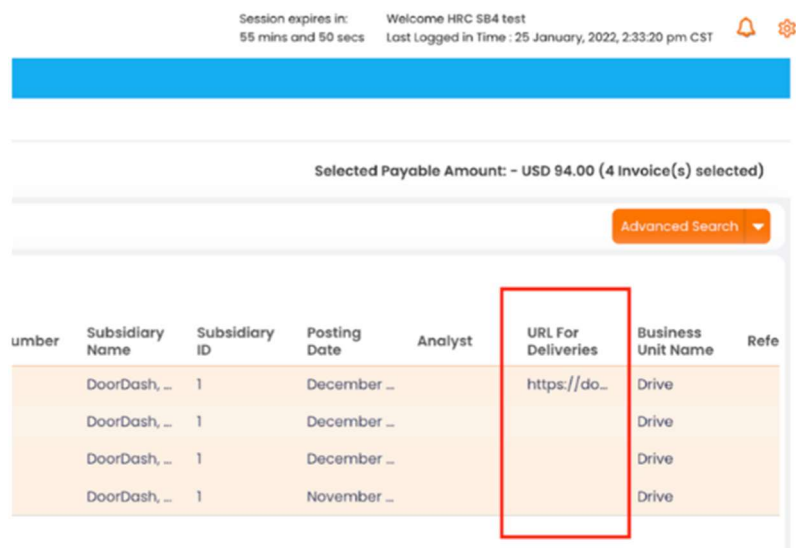 Session expires in: Welcome HRC SB4 test
55 mins and 50 secs Last Logged in Time : 25 January, 2022, 2:33:20 pm CST
Selected Payable Amount: - USD 94.00 (4 Invoice(s) selected)
Advanced Search
umber Subsidiary Name Subsidiary ID Posting Date Analyst URL For Deliveries Business Unit Name Refe
DoorDash, ... 1 December ... https://do... Drive
DoorDash, ... 1 December ... Drive
DoorDash, ... 1 December ... Drive
DoorDash, ... 1 November ... Drive